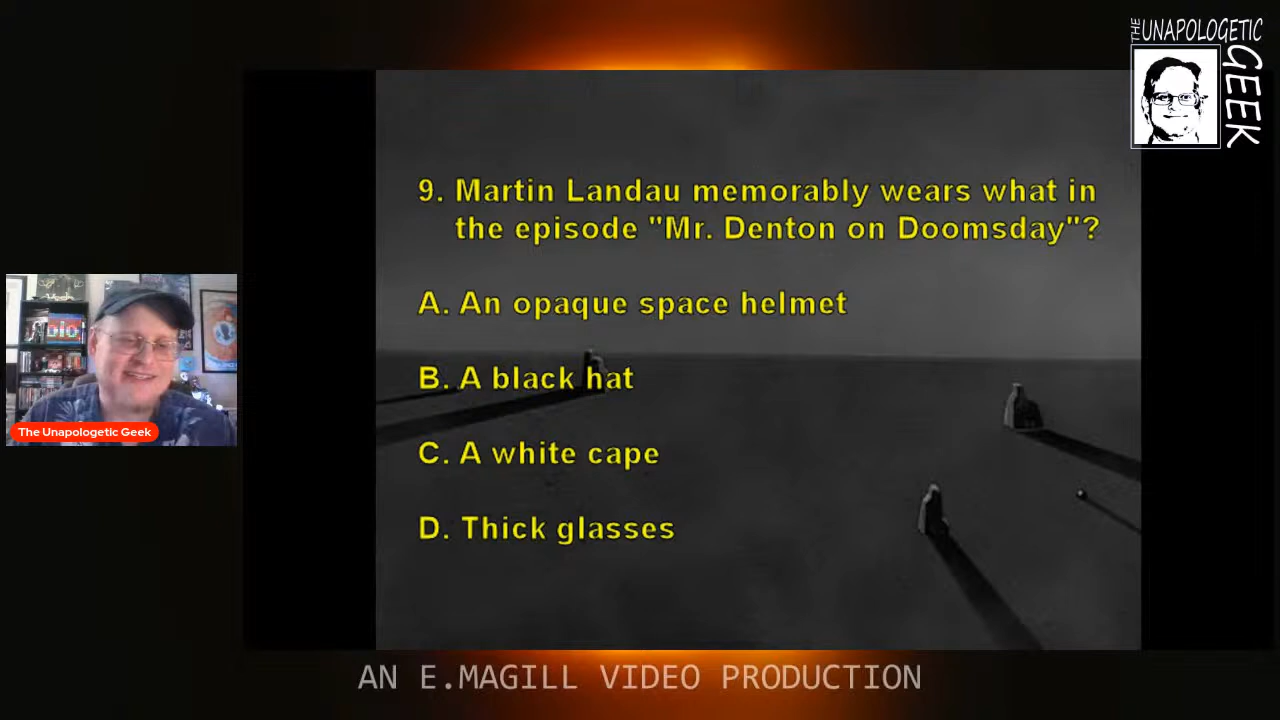 THE
UNAPOLOGETIC
GEEK
9. Martin Landau memorably wears what in
the episode "Mr. Denton on Doomsday"?
A. An opaque space helmet
B. A black hat
C. A white cape
D. Thick glasses
The Unapologetic Geek
AN E.MAGILL VIDEO PRODUCTION